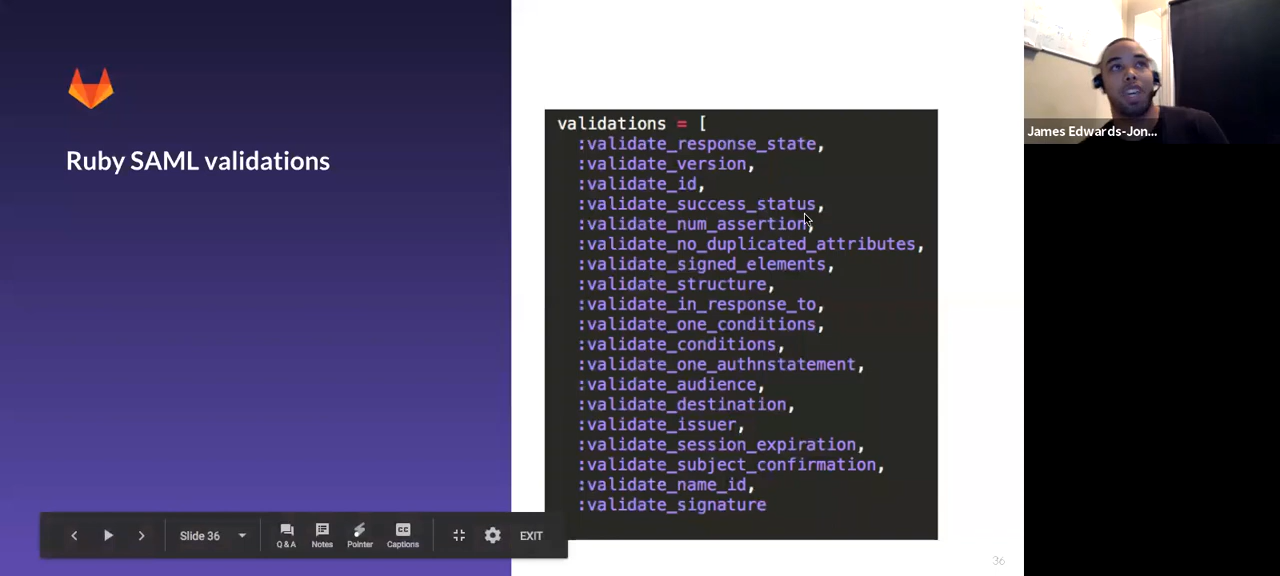 Ruby SAML validations
validations = [
:validate_response_state,
:validate_version,
:validate_id,
:validate_success_status,
:validate_num_assertion,
:validate_no_duplicated_attributes,
:validate_signed_elements,
:validate_structure,
:validate_in_response_to,
:validate_one_conditions,
:validate_conditions,
:validate_one_authnstatement,
:validate_audience,
:validate_destination,
:validate_issuer,
:validate_session_expiration,
:validate_subject_confirmation,
:validate_name_id,
:validate_signature
James Edwards-Jon...
Slide 36
Q & A
Notes
Pointer
CC
Captions
EXIT
36